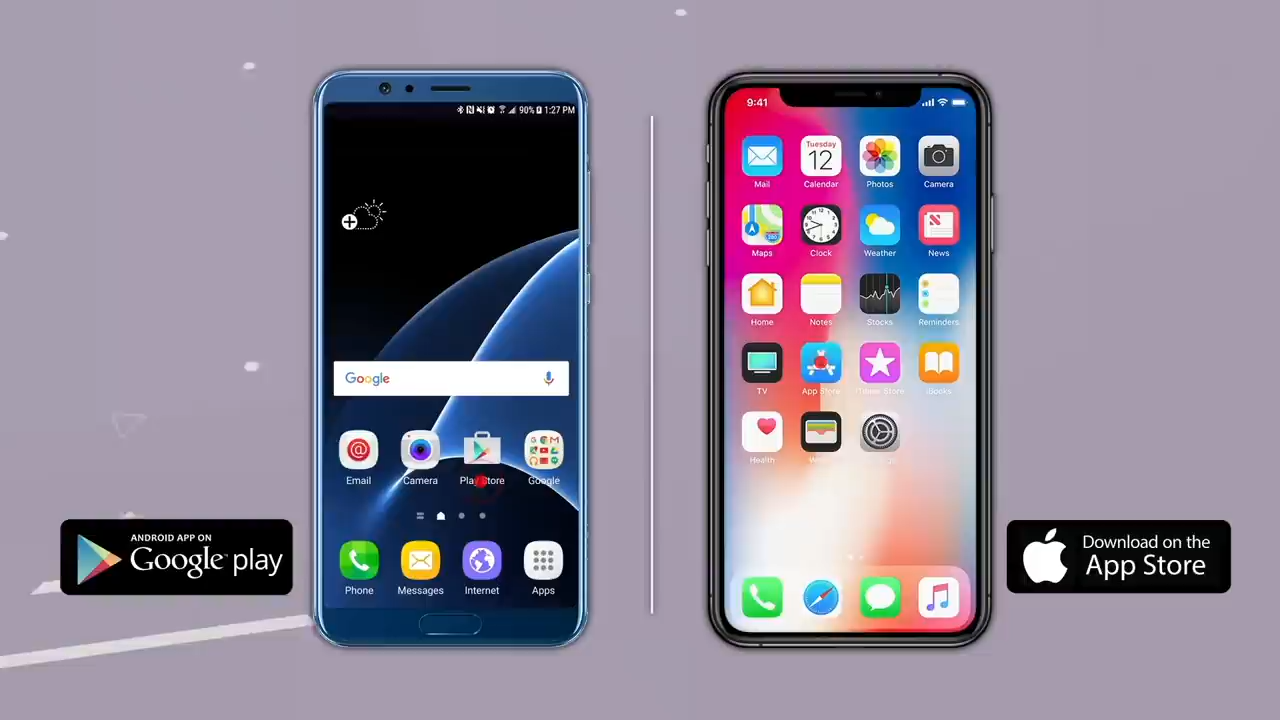 90% 1:27 PM
Google
Email
Camera
Play Store
Google
Phone
Messages
Internet
Apps
ANDROID APP ON
Google play
9:41
Mail
Tuesday
12
Calendar
Photos
Camera
Maps
Clock
Weather
News
Home
Notes
Stocks
Reminders
TV
App Store
iTunes Store
iBooks
Health
Download on the
App Store